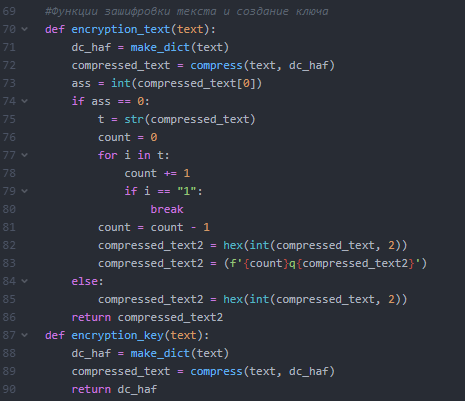 69 #Функции зашифровки текста и создание ключа
70 def encryption_text(text):
71     dc_haf = make_dict(text)
72     compressed_text = compress(text, dc_haf)
73     ass = int(compressed_text[0])
74     if ass == 0:
75         t = str(compressed_text)
76         count = 0
77         for i in t:
78             count += 1
79             if i == "1":
80                 break
81         count = count - 1
82         compressed_text2 = hex(int(compressed_text, 2))
83         compressed_text2 = (f'{count}q{compressed_text2}')
84     else:
85         compressed_text2 = hex(int(compressed_text, 2))
86     return compressed_text2
87 def encryption_key(text):
88     dc_haf = make_dict(text)
89     compressed_text = compress(text, dc_haf)
90     return dc_haf